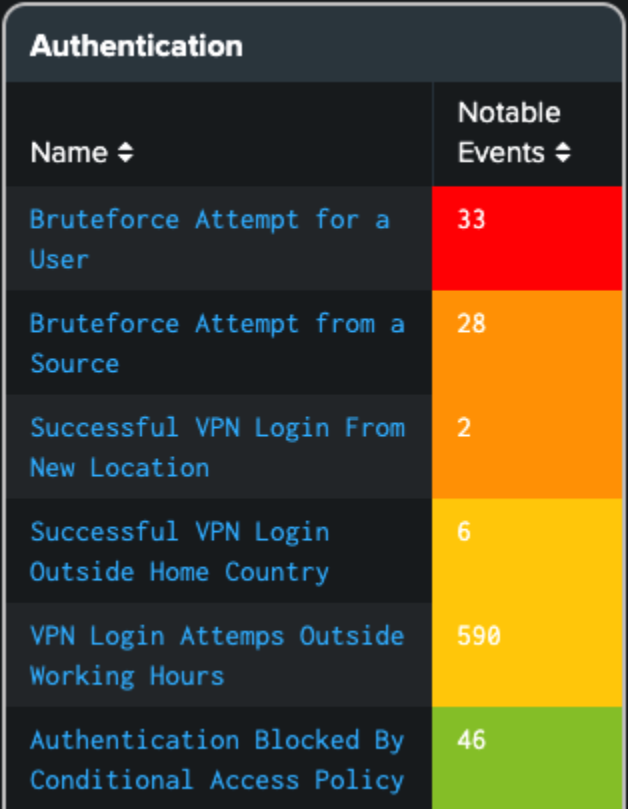 Authentication
Name
Notable
Events
Bruteforce Attempt for a
User
33
Bruteforce Attempt from a
Source
28
Successful VPN Login From
New Location
2
Successful VPN Login
Outside Home Country
6
VPN Login Attemps Outside
Working Hours
590
Authentication Blocked By
Conditional Access Policy
46